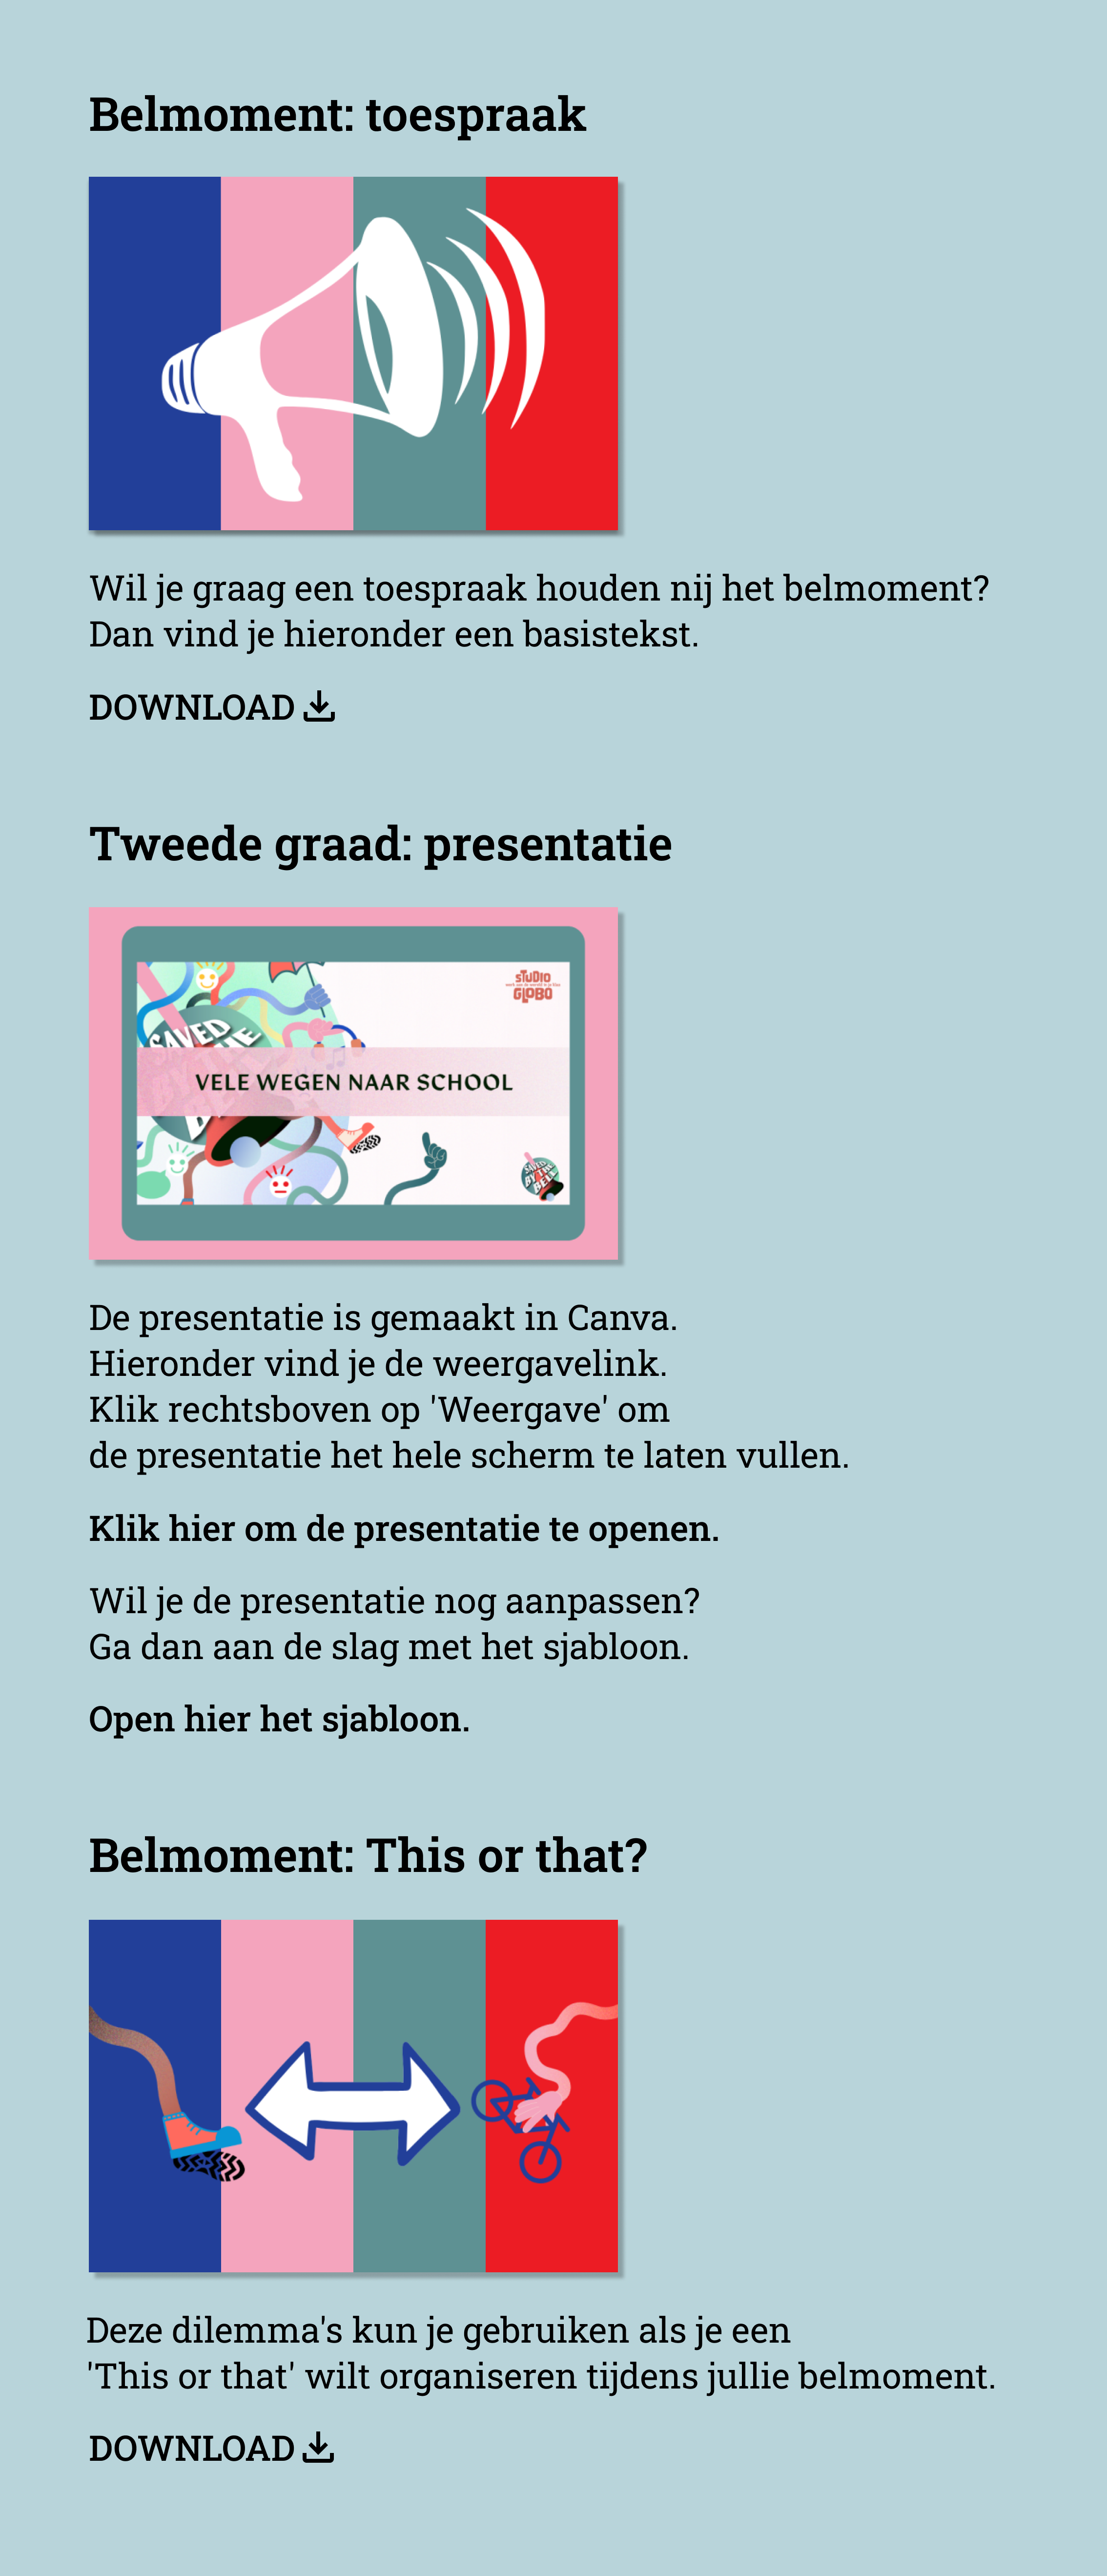 Belmoment: toespraak
Wil je graag een toespraak houden nij het belmoment?
Dan vind je hieronder een basistekst.
DOWNLOAD
Tweede graad: presentatie
STUDIO
GLOBO
SAVED
VELE WEGEN NAAR SCHOOL
De presentatie is gemaakt in Canva.
Hieronder vind je de weergavelink.
Klik rechtsboven op 'Weergave' om
de presentatie het hele scherm te laten vullen.
Klik hier om de presentatie te openen.
Wil je de presentatie nog aanpassen?
Ga dan aan de slag met het sjabloon.
Open hier het sjabloon.
Belmoment: This or that?
Deze dilemma's kun je gebruiken als je een
'This or that' wilt organiseren tijdens jullie belmoment.
DOWNLOAD